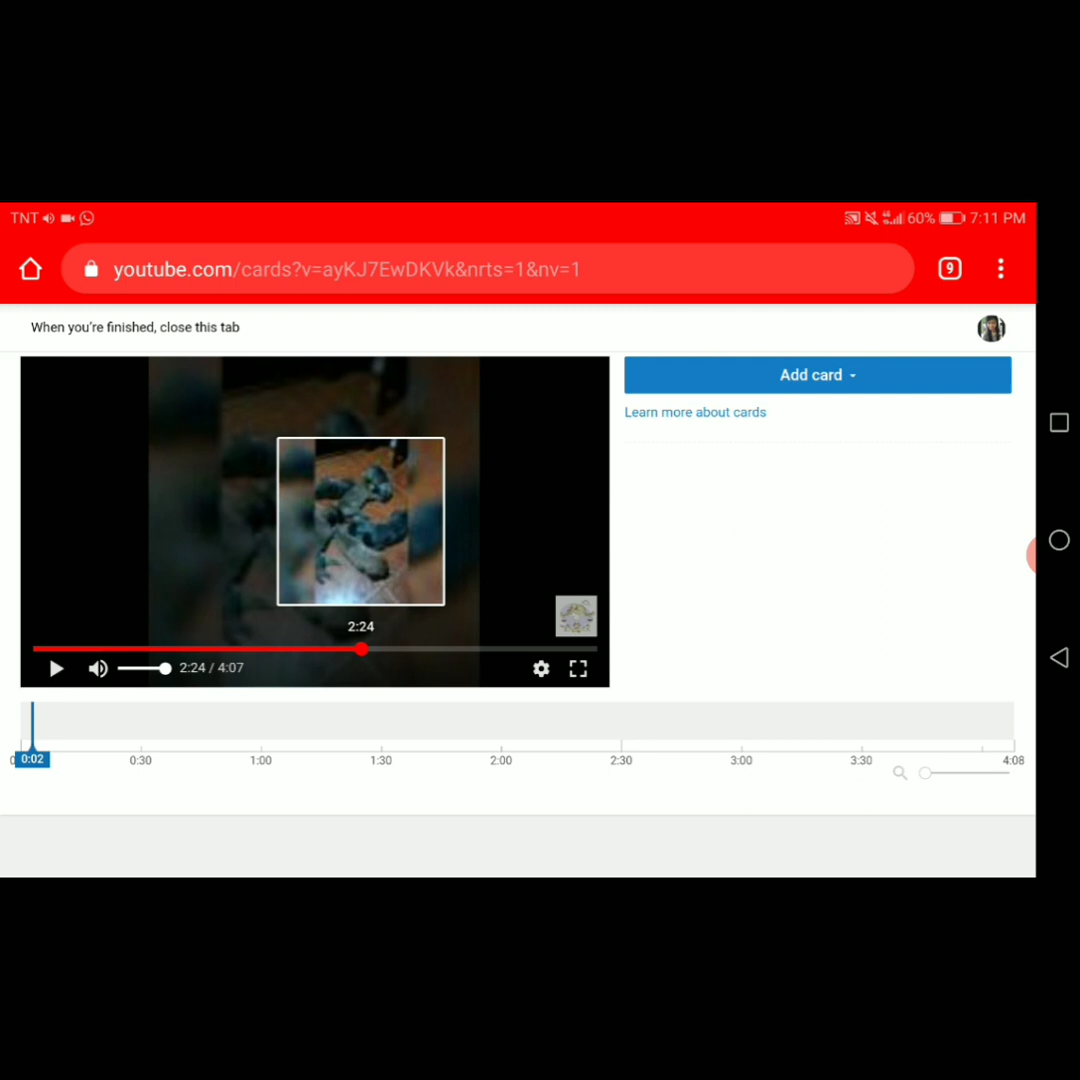 TNT 60% 7:11 PM
youtube.com/cards?v=ayKJ7EwDKVk&nrts=1&nv=1 9
When you're finished, close this tab
Add card
Learn more about cards
2:24
2:24 / 4:07
0:02 0:30 1:00 1:30 2:00 2:30 3:00 3:30 4:08